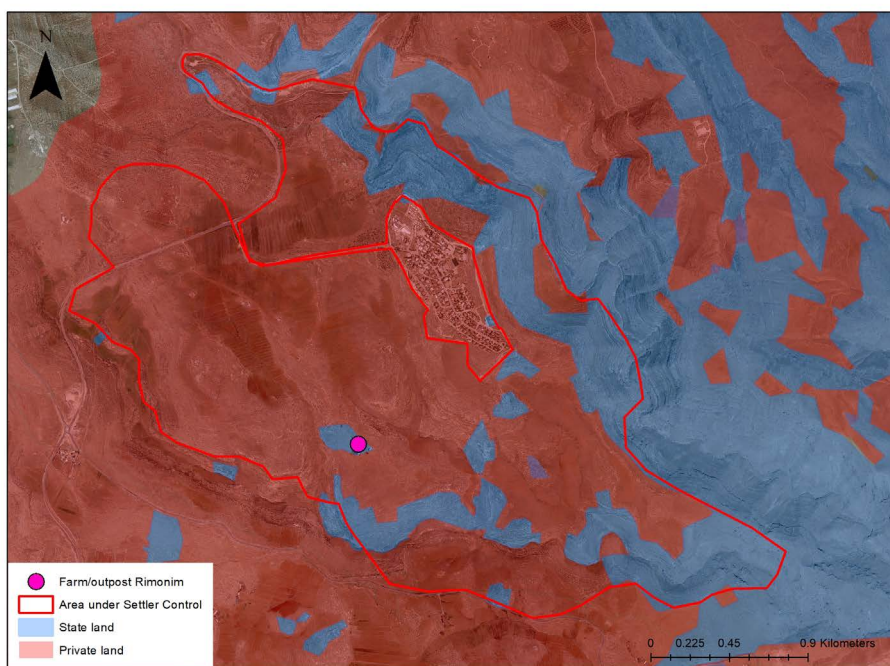 N
Farm/outpost Rimonim
Area under Settler Control
State land
Private land
0 0.225 0.45 0.9 Kilometers